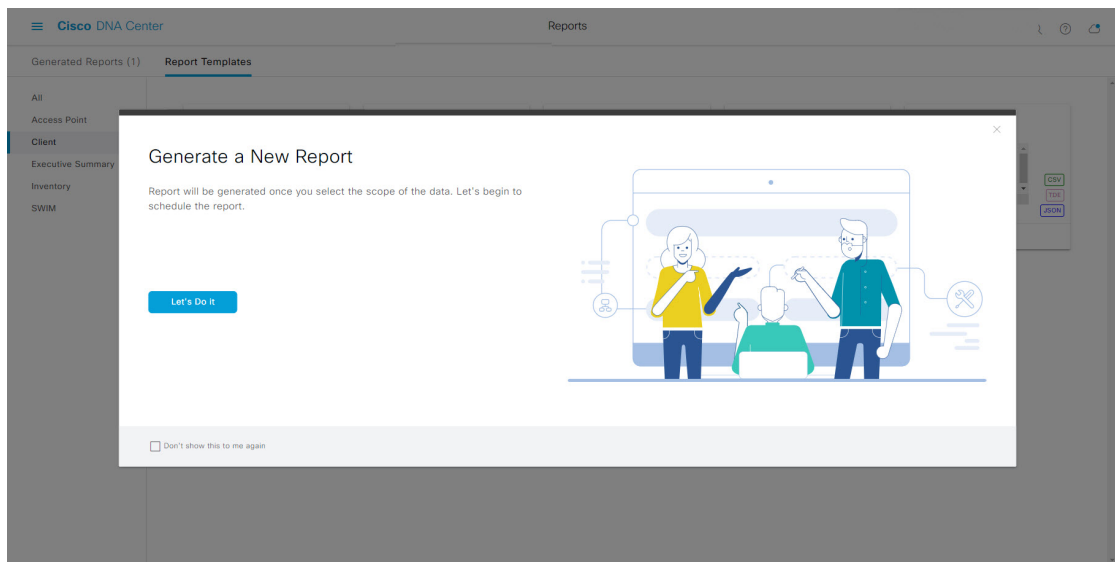 Cisco DNA Center
Reports
Generated Reports (1)
Report Templates
All
Access Point
Client
Executive Summary
Inventory
SWIM
Generate a New Report
Report will be generated once you select the scope of the data. Let's begin to
schedule the report.
Let's Do it
Don't show this to me again
CSV
TDE
JSON